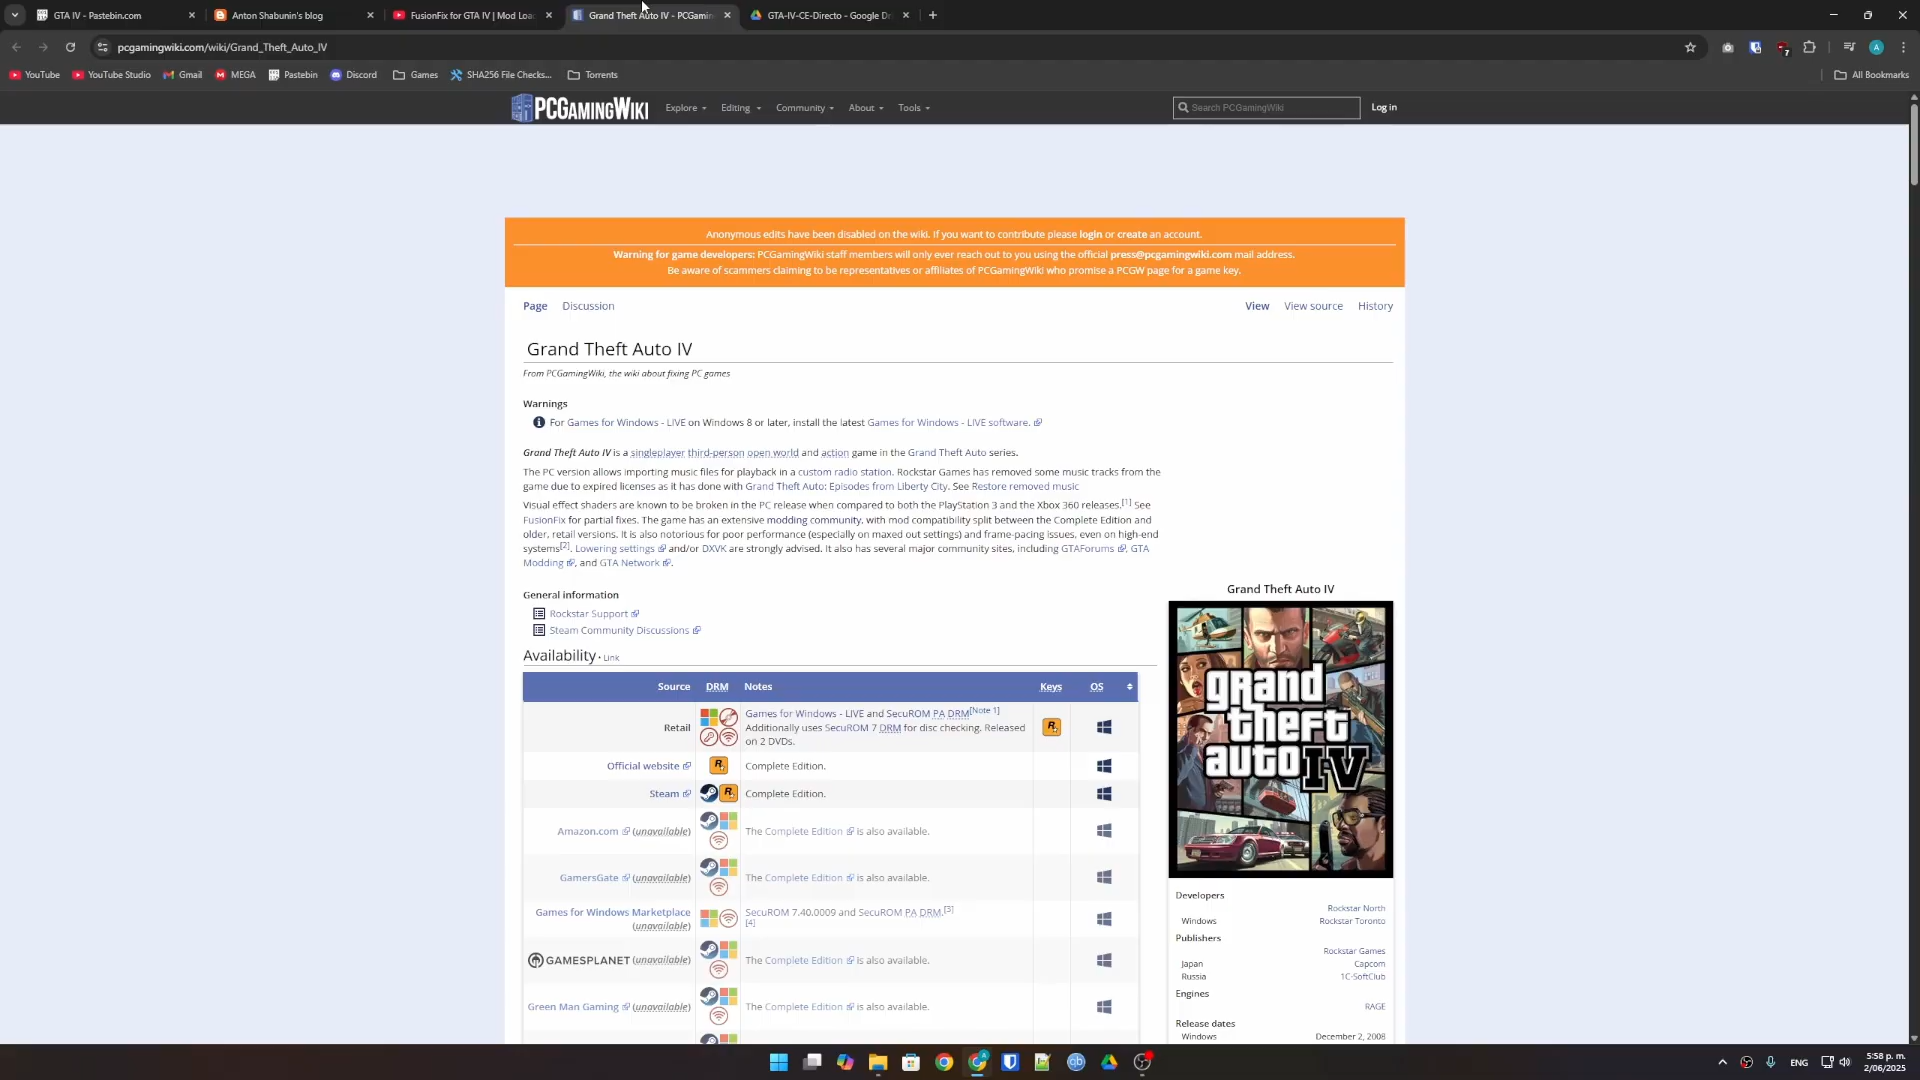 GTA IV - Pastebin.com
Anton Shabunin's blog
FusionFix for GTA IV | Mod Loa
Grand Theft Auto IV - PCGamin
GTA-IV-CE-Directo - Google Dr
pcgamingwiki.com/wiki/Grand_Theft_Auto_IV
YouTube
YouTube Studio
Gmail
MEGA
Pastebin
Discord
Games
SHA256 File Checks...
Torrents
All Bookmarks
PCGamingWiki
Explore
Editing
Community
About
Tools
Search PCGamingWiki
Log in
Anonymous edits have been disabled on the wiki. If you want to contribute please login or create an account.
Warning for game developers: PCGamingWiki staff members will only ever reach out to you using the official press@pcgamingwiki.com mail address.
Be aware of scammers claiming to be representatives or affiliates of PCGamingWiki who promise a PCGW page for a game key.
Page
Discussion
View
View source
History
Grand Theft Auto IV
From PCGamingWiki, the wiki about fixing PC games
Warnings
For Games for Windows - LIVE on Windows 8 or later, install the latest Games for Windows - LIVE software.
Grand Theft Auto IV is a singleplayer third-person open world and action game in the Grand Theft Auto series.
The PC version allows importing music files for playback in a custom radio station. Rockstar Games has removed some music tracks from the
game due to expired licenses as it has done with Grand Theft Auto: Episodes from Liberty City. See Restore removed music
Visual effect shaders are known to be broken in the PC release when compared to both the PlayStation 3 and the Xbox 360 releases.[1] See
FusionFix for partial fixes. The game has an extensive modding community, with mod compatibility split between the Complete Edition and
older, retail versions. It is also notorious for poor performance (especially on maxed out settings) and frame-pacing issues, even on high-end
systems[2]. Lowering settings and/or DXVK are strongly advised. It also has several major community sites, including GTAForums, GTA
Modding, and GTA Network.
General information
Rockstar Support
Steam Community Discussions
Availability · Link
Source DRM Notes Keys OS
Retail
Games for Windows - LIVE and SecuROM PA DRM[Note 1]
Additionally uses SecuROM 7 DRM for disc checking. Released
on 2 DVDs.
Official website
Complete Edition.
Steam
Complete Edition.
Amazon.com (unavailable)
The Complete Edition is also available.
GamersGate (unavailable)
The Complete Edition is also available.
Games for Windows Marketplace
(unavailable)
SecuROM 7.40.0009 and SecuROM PA DRM.[3]
[4]
GAMESPLANET (unavailable)
The Complete Edition is also available.
Green Man Gaming (unavailable)
The Complete Edition is also available.
Grand Theft Auto IV
grand
theft
auto IV
Developers
Rockstar North
Windows Rockstar Toronto
Publishers
Rockstar Games
Japan Capcom
Russia 1C-SoftClub
Engines
RAGE
Release dates
Windows December 2, 2008
ENG
5:58 p. m.
2/06/2025